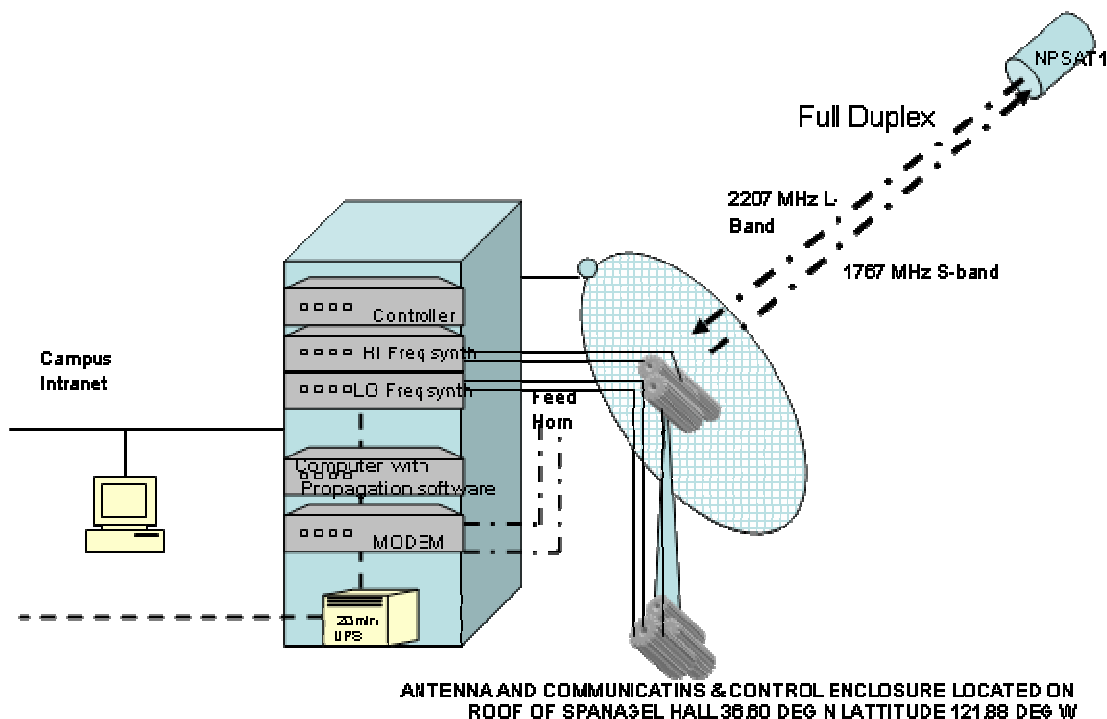 NPSAT1
Full Duplex
2207 MHz L-
Band
1767 MHz S-band
Controller
HI Freq synth
LO Freq synth
Campus
Intranet
Feed
Horn
Computer with
Propagation software
MODEM
20min
UPS
ANTENNA AND COMMUNICATINS & CONTROL ENCLOSURE LOCATED ON
ROOF OF SPANAGEL HALL 36.60 DEG N LATTITUDE 121.88 DEG W